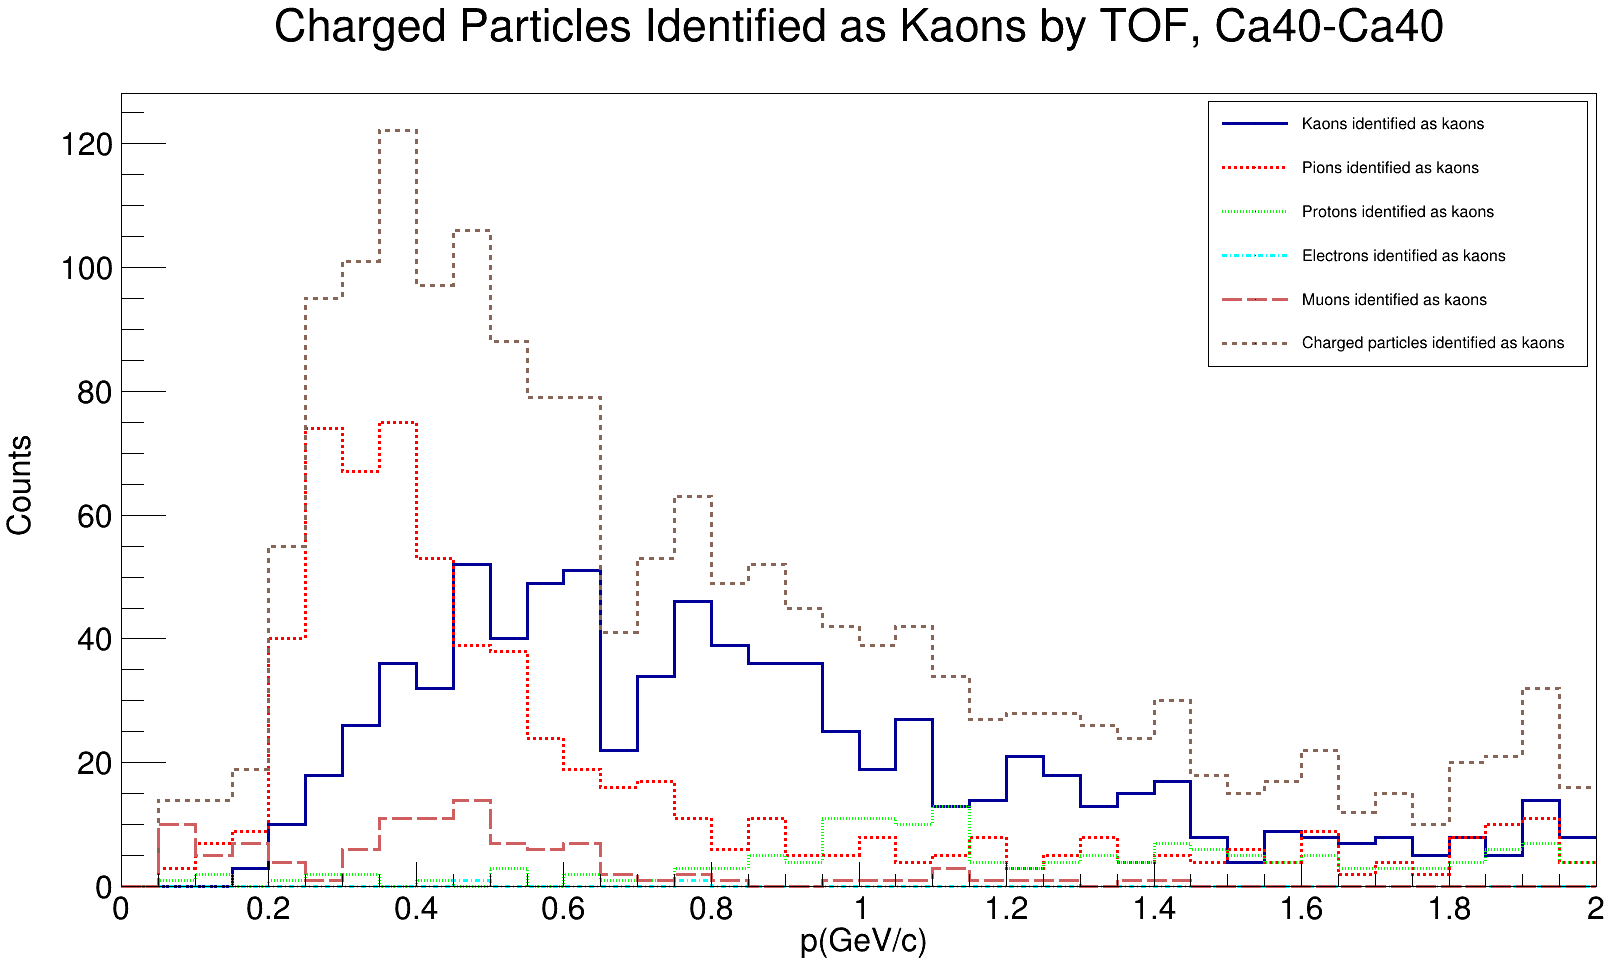 Charged Particles Identified as Kaons by TOF, Ca40-Ca40
Kaons identified as kaons
Pions identified as kaons
Protons identified as kaons
Electrons identified as kaons
Muons identified as kaons
Charged particles identified as kaons
120
100
80
60
40
20
0
Counts
0 0.2 0.4 0.6 0.8 1 1.2 1.4 1.6 1.8 2
p(GeV/c)